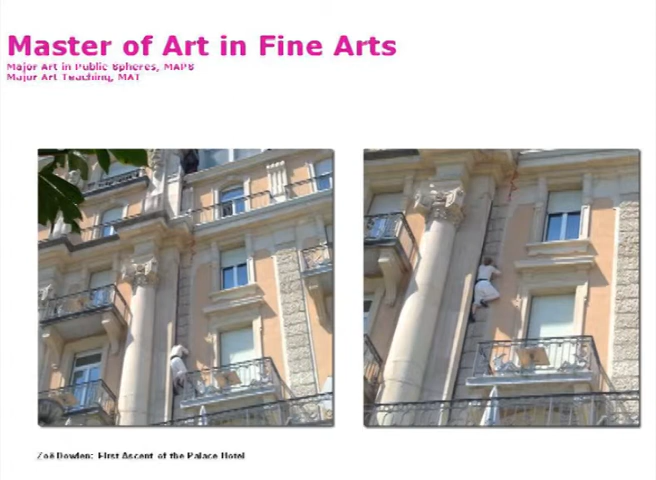 Master of Art in Fine Arts
Major Art in Public Spheres, MAPS
Major Art Teaching, MAT
Zoë Dowlen: First Ascent of the Palace Hotel